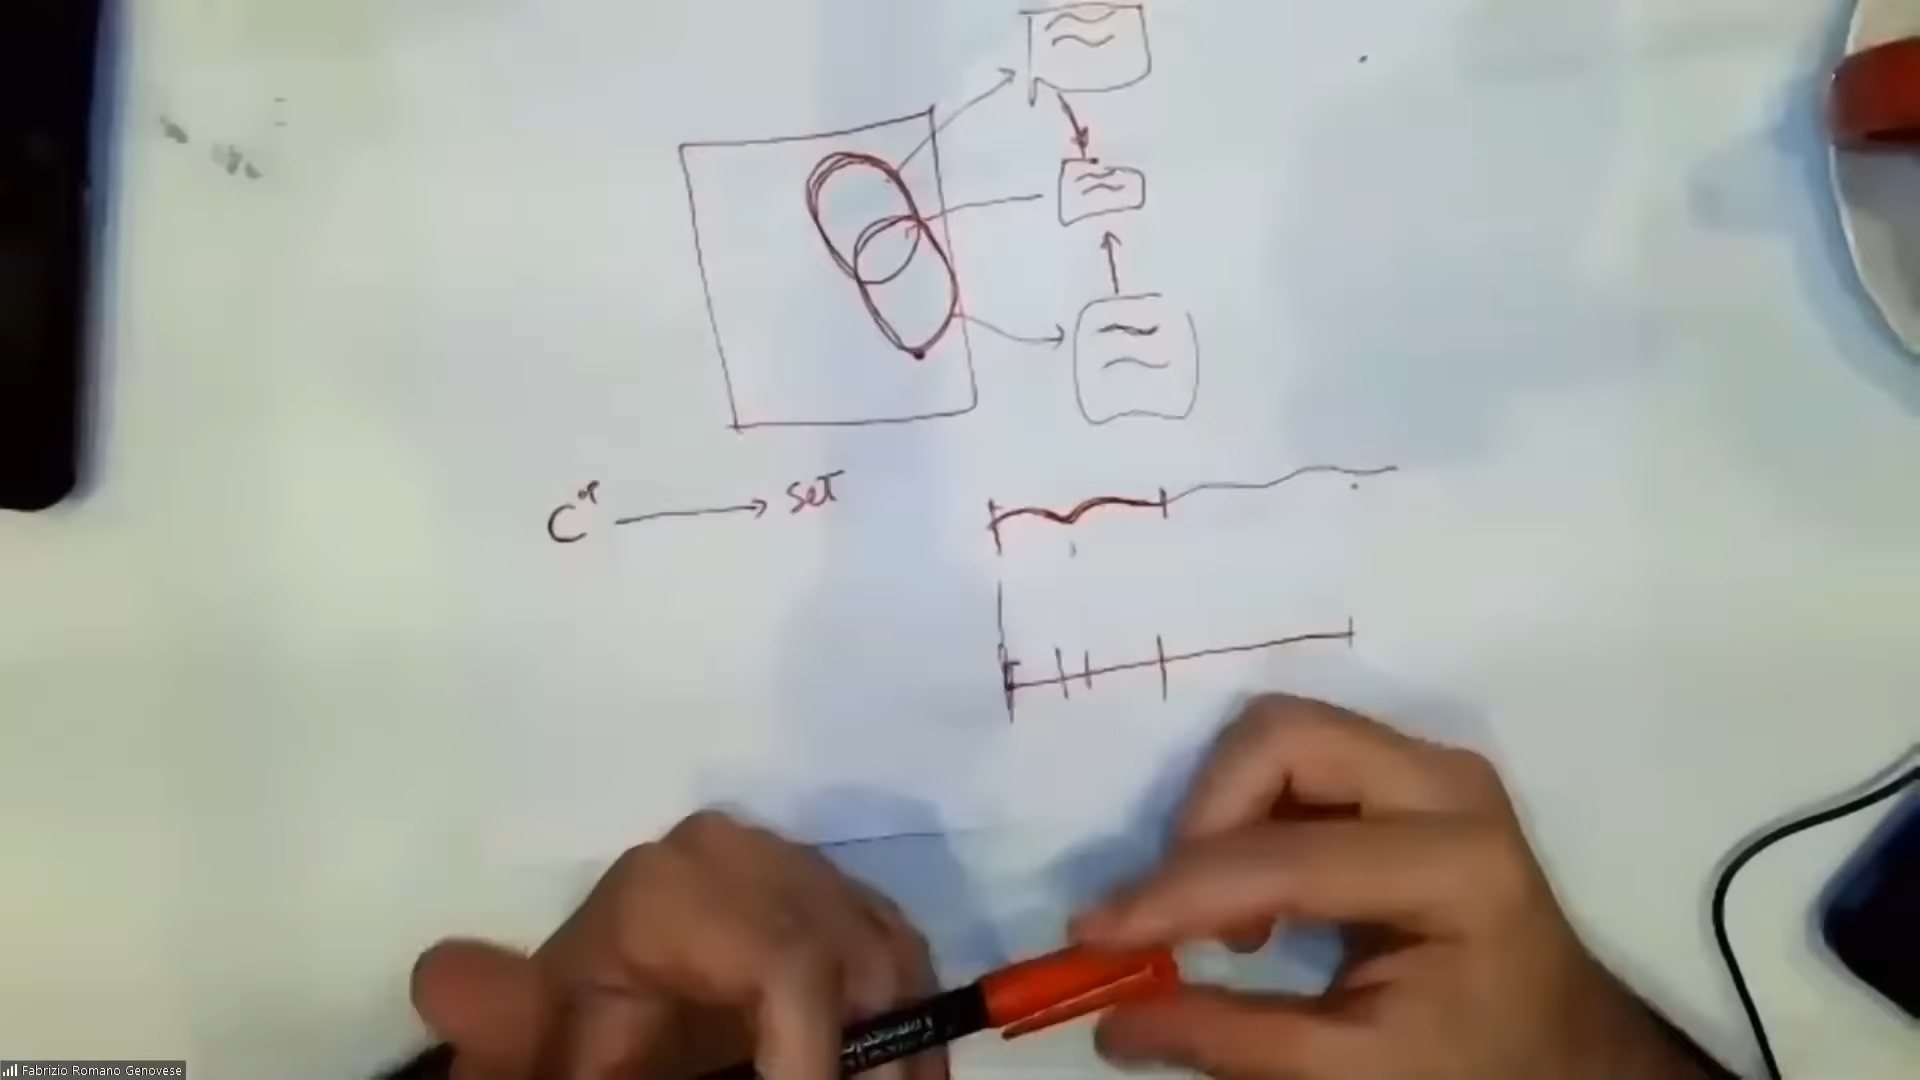 C^op → set
Fabrizio Romano Genovese